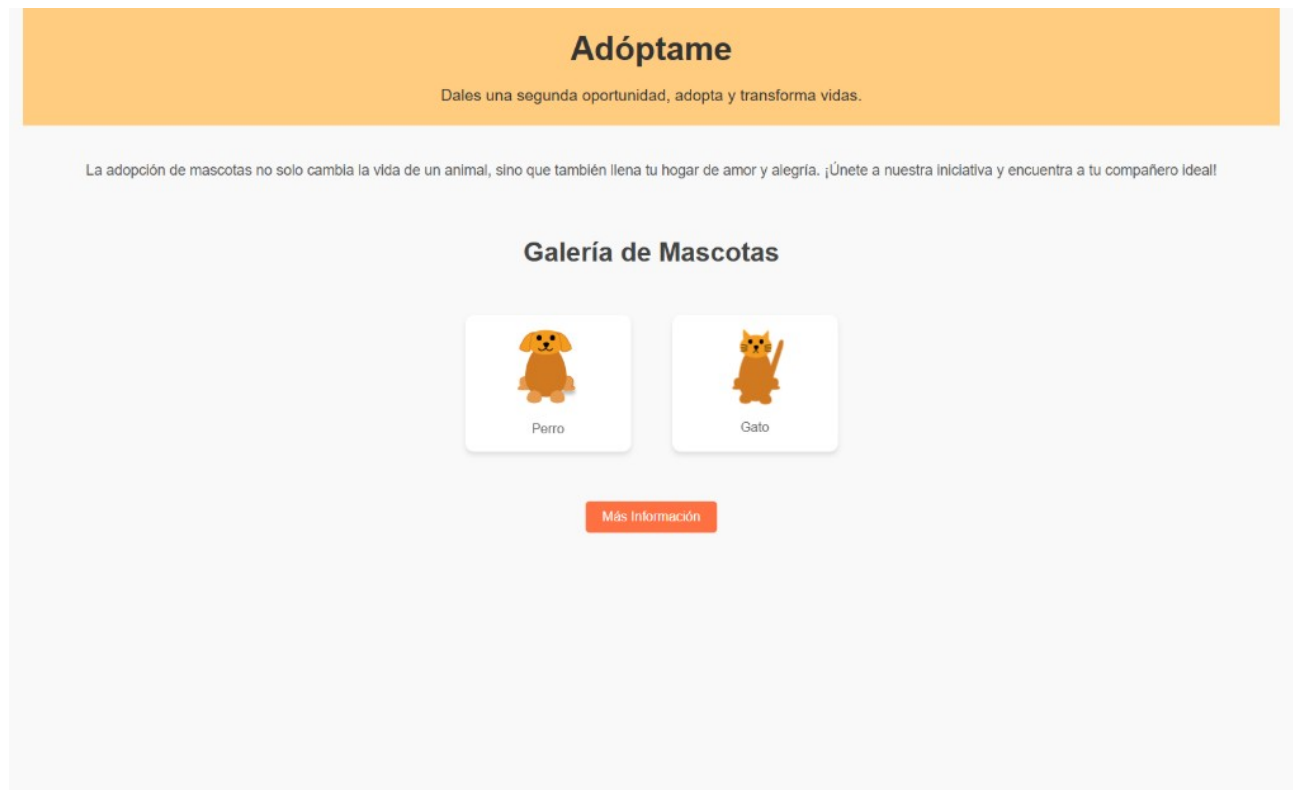 Adóptame
Dales una segunda oportunidad, adopta y transforma vidas.
La adopción de mascotas no solo cambia la vida de un animal, sino que también llena tu hogar de amor y alegría. ¡Únete a nuestra iniciativa y encuentra a tu compañero ideal!
Galería de Mascotas
Perro
Gato
Más Información